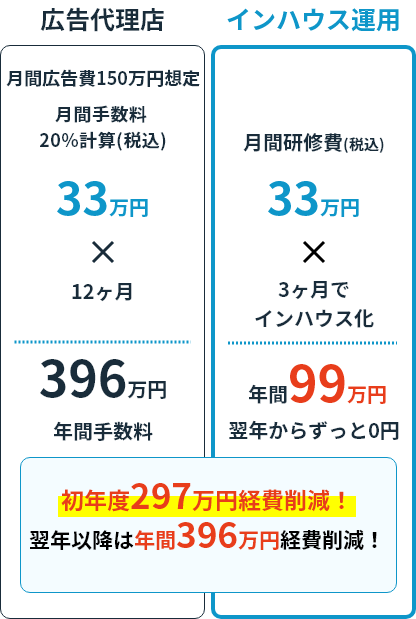 広告代理店
月間広告費150万円想定
月間手数料
20%計算(税込)
33万円
×
12ヶ月
396万円
年間手数料
インハウス運用
月間研修費(税込)
33万円
×
3ヶ月で
インハウス化
年間99万円
翌年からずっと0円
初年度297万円経費削減！
翌年以降は年間396万円経費削減！